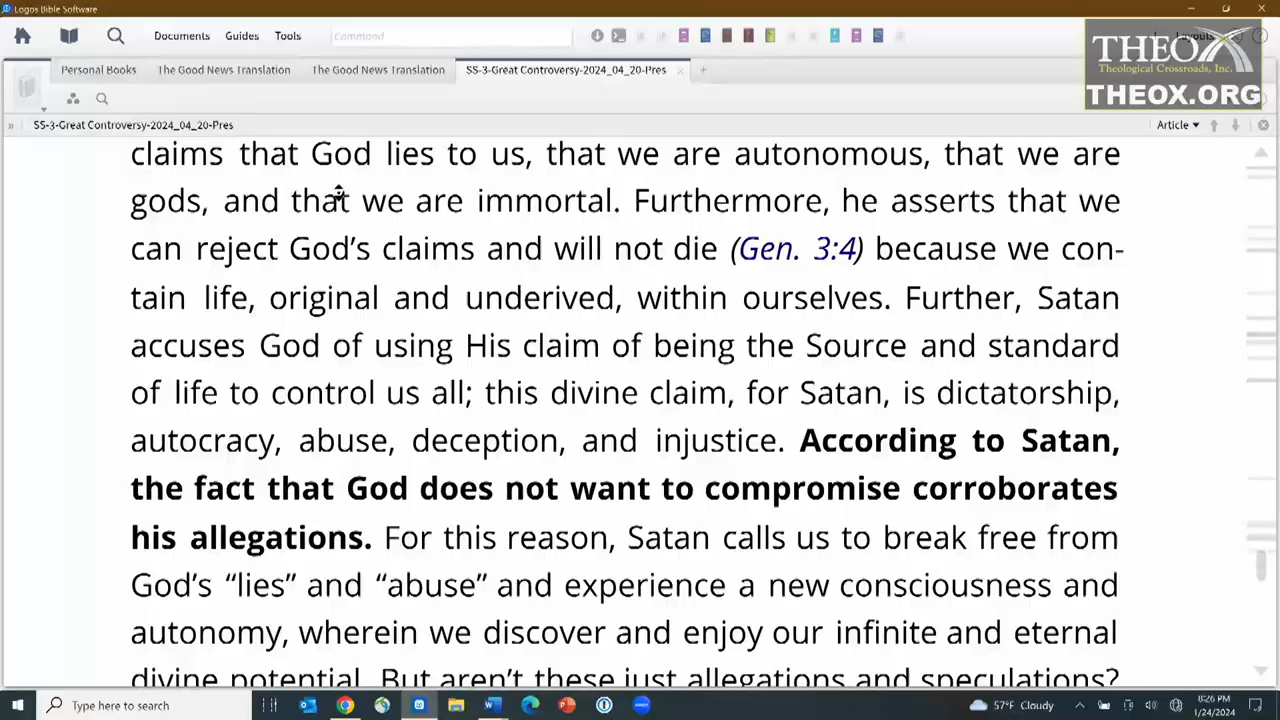 Logos Bible Software
Documents Guides Tools Command
THEOX
Theological Crossroads, Inc.
THEOX.ORG
Personal Books The Good News Translation The Good News Translati SS-3-Great Controversy-2024_04_20-Pres
SS-3-Great Controversy-2024_04_20-Pres Article
claims that God lies to us, that we are autonomous, that we are
gods, and that we are immortal. Furthermore, he asserts that we
can reject God’s claims and will not die (Gen. 3:4) because we con-
tain life, original and underived, within ourselves. Further, Satan
accuses God of using His claim of being the Source and standard
of life to control us all; this divine claim, for Satan, is dictatorship,
autocracy, abuse, deception, and injustice. According to Satan,
the fact that God does not want to compromise corroborates
his allegations. For this reason, Satan calls us to break free from
God’s “lies” and “abuse” and experience a new consciousness and
autonomy, wherein we discover and enjoy our infinite and eternal
divine potential. But aren’t these just allegations and speculations?
Type here to search 57°F Cloudy 8:26 PM
1/24/2024